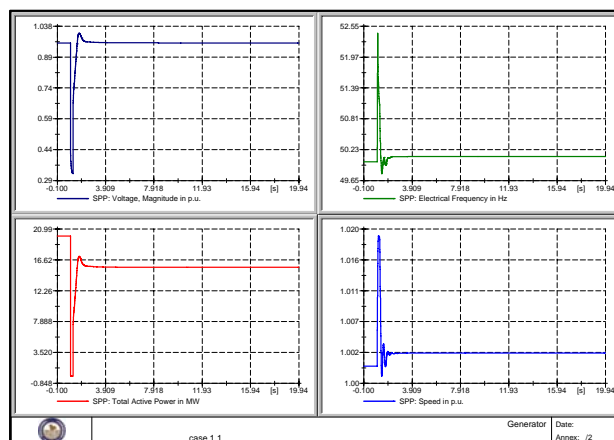 1.038
0.89
0.74
0.59
0.44
0.29
-0.100 3.909 7.918 11.93 15.94 [s] 19.94
SPP: Voltage, Magnitude in p.u.
52.55
51.97
51.39
50.81
50.23
49.65
-0.100 3.909 7.918 11.93 15.94 [s] 19.94
SPP: Electrical Frequency in Hz
20.99
16.62
12.26
7.888
3.520
-0.848
-0.100 3.909 7.918 11.93 15.94 [s] 19.94
SPP: Total Active Power in MW
1.020
1.016
1.011
1.007
1.002
1.00
-0.100 3.909 7.918 11.93 15.94 [s] 19.94
SPP: Speed in p.u.
case 1.1
Generator
Date:
Annex: /2